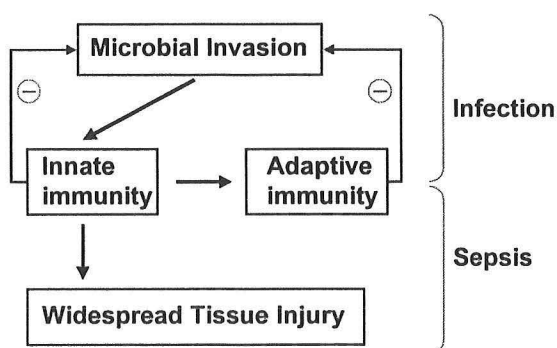 Microbial Invasion
−
−
Infection
Innate
immunity
Adaptive
immunity
Sepsis
Widespread Tissue Injury